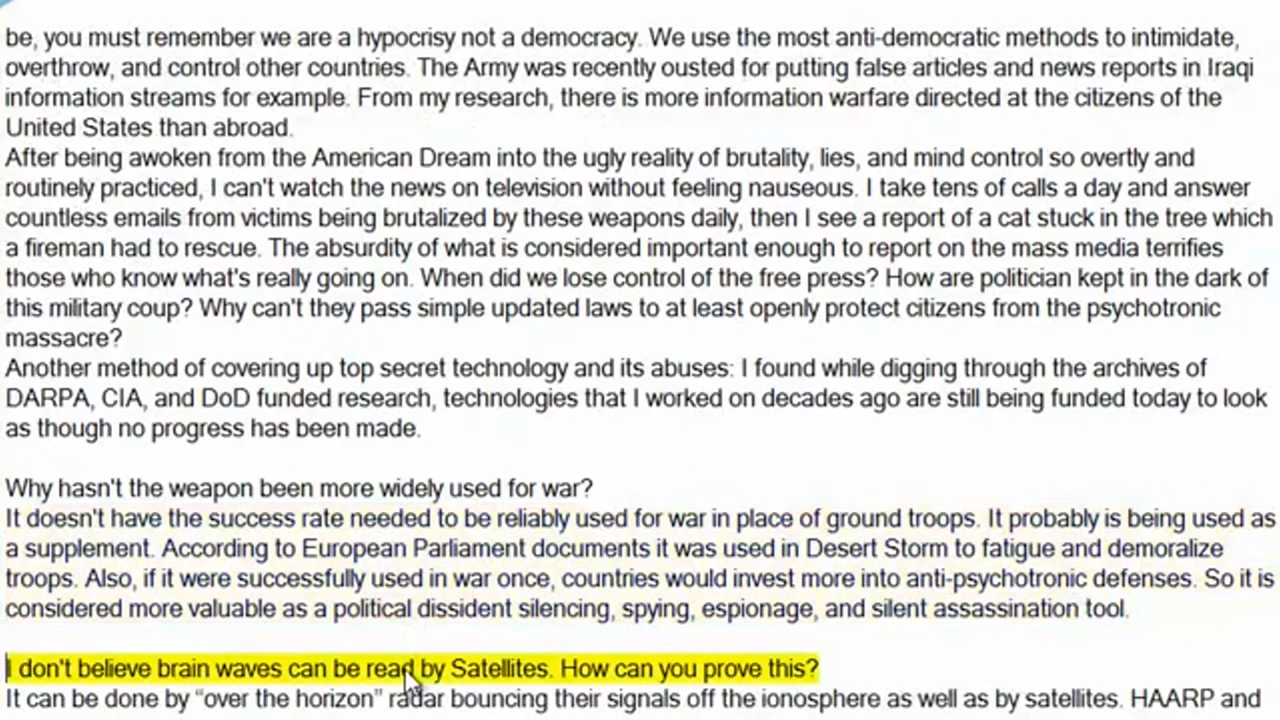 be, you must remember we are a hypocrisy not a democracy. We use the most anti-democratic methods to intimidate,
overthrow, and control other countries. The Army was recently ousted for putting false articles and news reports in Iraqi
information streams for example. From my research, there is more information warfare directed at the citizens of the
United States than abroad.
After being awoken from the American Dream into the ugly reality of brutality, lies, and mind control so overtly and
routinely practiced, I can't watch the news on television without feeling nauseous. I take tens of calls a day and answer
countless emails from victims being brutalized by these weapons daily, then I see a report of a cat stuck in the tree which
a fireman had to rescue. The absurdity of what is considered important enough to report on the mass media terrifies
those who know what's really going on. When did we lose control of the free press? How are politician kept in the dark of
this military coup? Why can't they pass simple updated laws to at least openly protect citizens from the psychotronic
massacre?
Another method of covering up top secret technology and its abuses: I found while digging through the archives of
DARPA, CIA, and DoD funded research, technologies that I worked on decades ago are still being funded today to look
as though no progress has been made.
Why hasn't the weapon been more widely used for war?
It doesn't have the success rate needed to be reliably used for war in place of ground troops. It probably is being used as
a supplement. According to European Parliament documents it was used in Desert Storm to fatigue and demoralize
troops. Also, if it were successfully used in war once, countries would invest more into anti-psychotronic defenses. So it is
considered more valuable as a political dissident silencing, spying, espionage, and silent assassination tool.
I don't believe brain waves can be read by Satellites. How can you prove this?
It can be done by “over the horizon” radar bouncing their signals off the ionosphere as well as by satellites. HAARP and